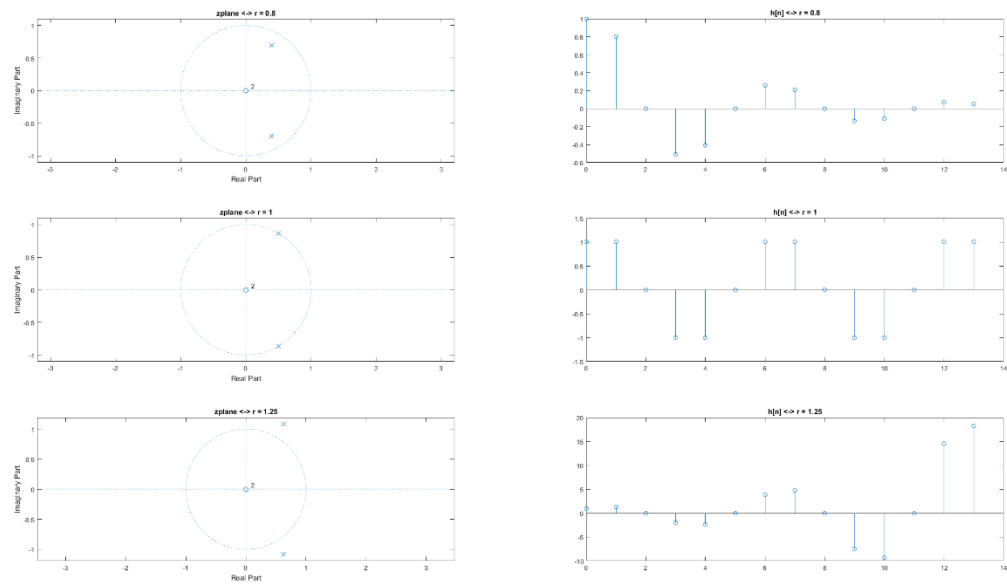 zplane <-> r = 0.8
1
0.5
0
-0.5
-1
Imaginary Part
2
-3 -2 -1 0 1 2 3
Real Part
h[n] <-> r = 0.8
1
0.8
0.6
0.4
0.2
0
-0.2
-0.4
-0.6
0 2 4 6 8 10 12 14
zplane <-> r = 1
1
0.5
0
-0.5
-1
Imaginary Part
2
-3 -2 -1 0 1 2 3
Real Part
h[n] <-> r = 1
1.5
1
0.5
0
-0.5
-1
-1.5
0 2 4 6 8 10 12 14
zplane <-> r = 1.25
1
0.5
0
-0.5
-1
Imaginary Part
2
-3 -2 -1 0 1 2 3
Real Part
h[n] <-> r = 1.25
20
15
10
5
0
-5
-10
0 2 4 6 8 10 12 14